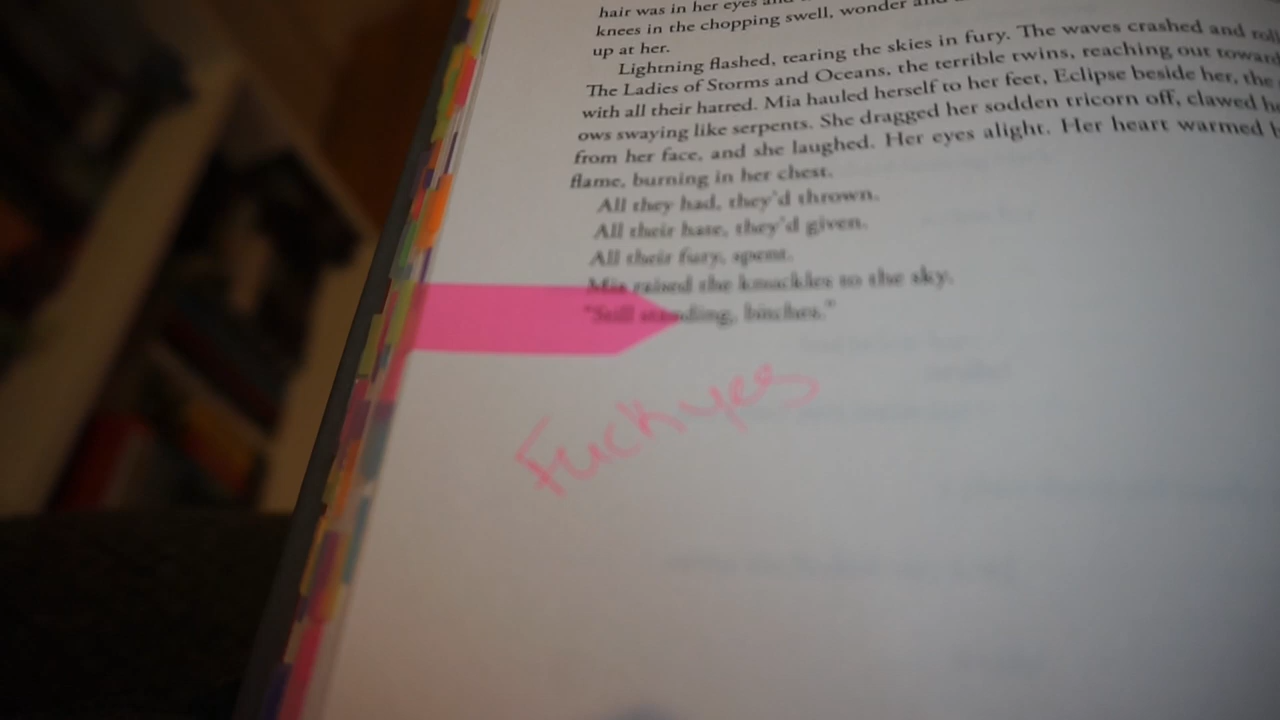 hair was in her eyes and
knees in the chopping swell, wonder and
up at her.
Lightning flashed, tearing the skies in fury. The waves crashed and roll
The Ladies of Storms and Oceans, the terrible twins, reaching out toward
with all their hatred. Mia hauled herself to her feet, Eclipse beside her, the
ows swaying like serpents. She dragged her sodden tricorn off, clawed h
from her face, and she laughed. Her eyes alight. Her heart warmed
flame, burning in her chest.
All they had, they'd thrown.
All their hate, they'd given.
All their fury, spent.
Mia raised the knuckles to the sky.
"Still standing, bitches."
Fuck yes